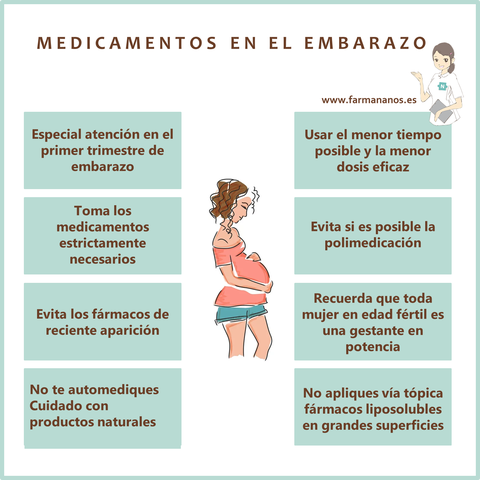 MEDICAMENTOS EN EL EMBARAZO
www.farmananos.es
Especial atención en el
primer trimestre de
embarazo
Usar el menor tiempo
posible y la menor
dosis eficaz
Toma los
medicamentos
estrictamente
necesarios
Evita si es posible la
polimedicación
Evita los fármacos de
reciente aparición
Recuerda que toda
mujer en edad fértil es
una gestante en
potencia
No te automediques
Cuidado con
productos naturales
No apliques vía tópica
fármacos liposolubles
en grandes superficies